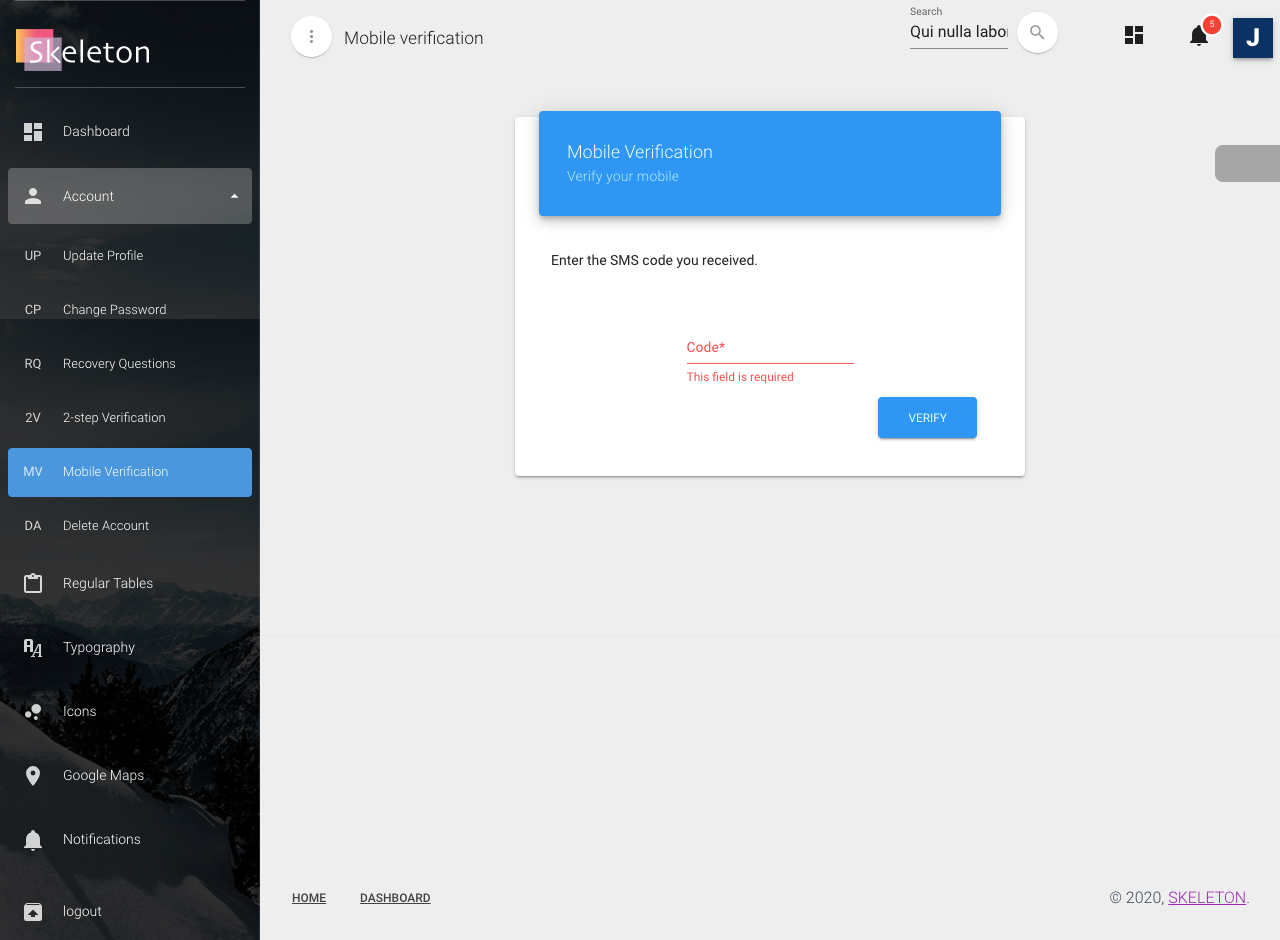 Skeleton
Dashboard
Account
UP Update Profile
CP Change Password
RQ Recovery Questions
2V 2-step Verification
MV Mobile Verification
DA Delete Account
Regular Tables
Typography
Icons
Google Maps
Notifications
logout
Mobile verification
Search
Qui nulla labo
5
J
Mobile Verification
Verify your mobile
Enter the SMS code you received.
Code*
This field is required
VERIFY
HOME DASHBOARD
© 2020, SKELETON.